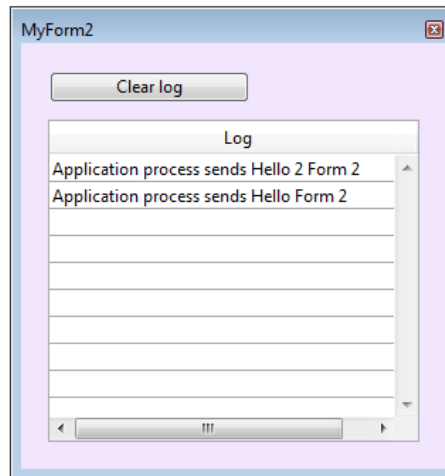 MyForm2
Clear log
Log
Application process sends Hello 2 Form 2
Application process sends Hello Form 2